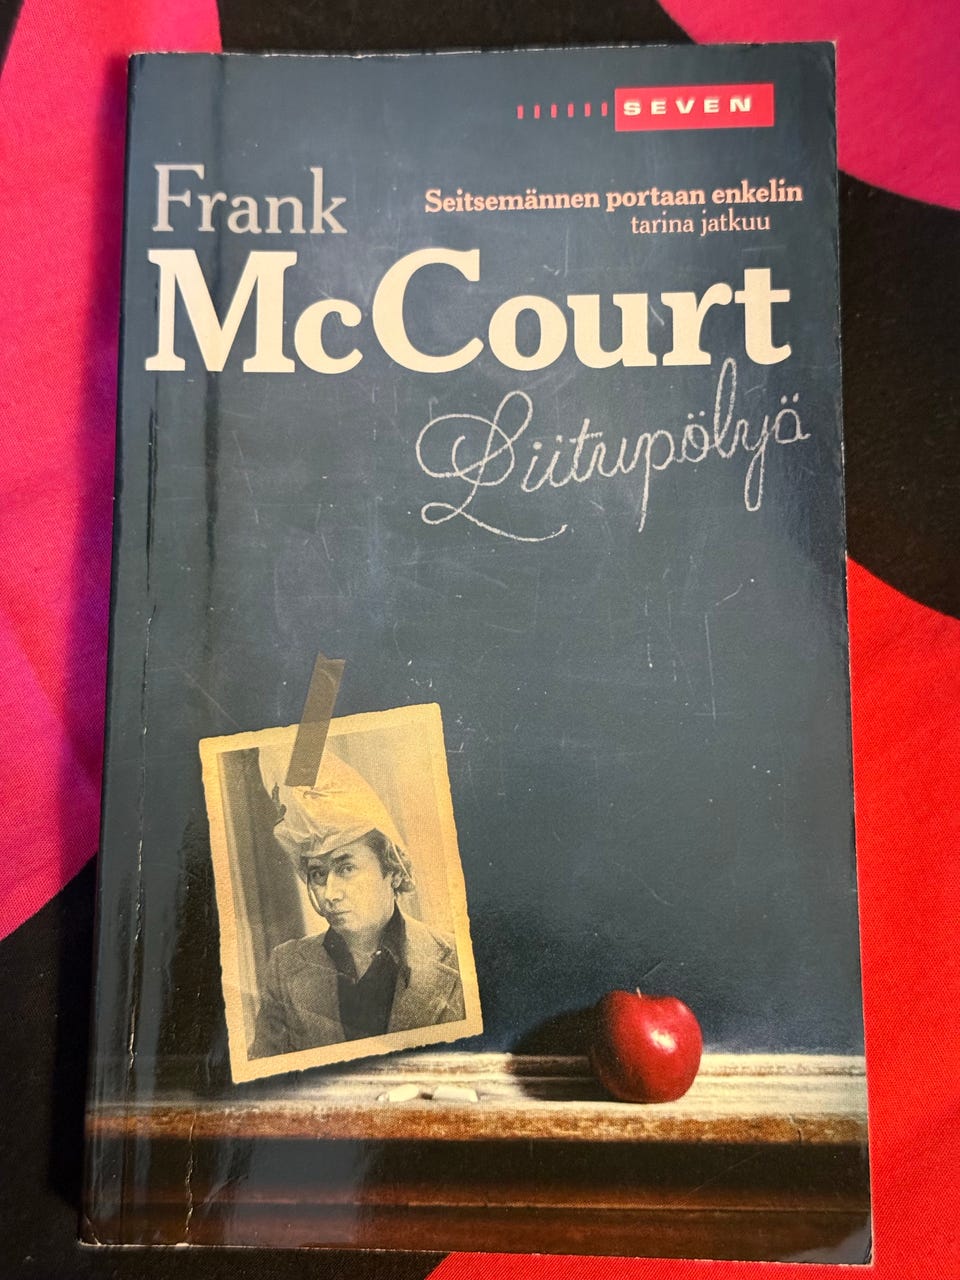 SEVEN
Frank
McCourt
Seitsemännen portaan enkelin
tarina jatkuu
Liitupölyä